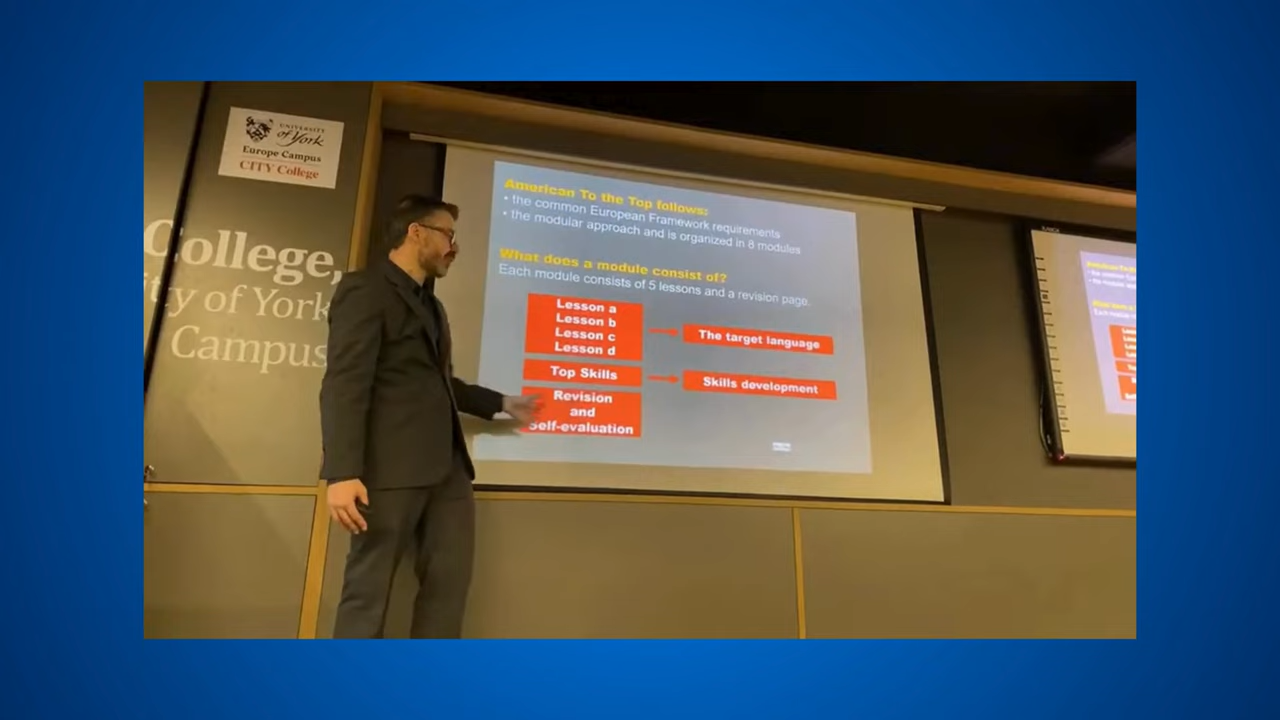 UNIVERSITY
of York
Europe Campus
CITY College
College,
ity of York
Campus
American To the Top follows:
• the common European Framework requirements
• the modular approach and is organized in 8 modules
What does a module consist of?
Each module consists of 5 lessons and a revision page.
Lesson a
Lesson b
Lesson c
Lesson d
The target language
Top Skills
Skills development
Revision
and
Self-evaluation